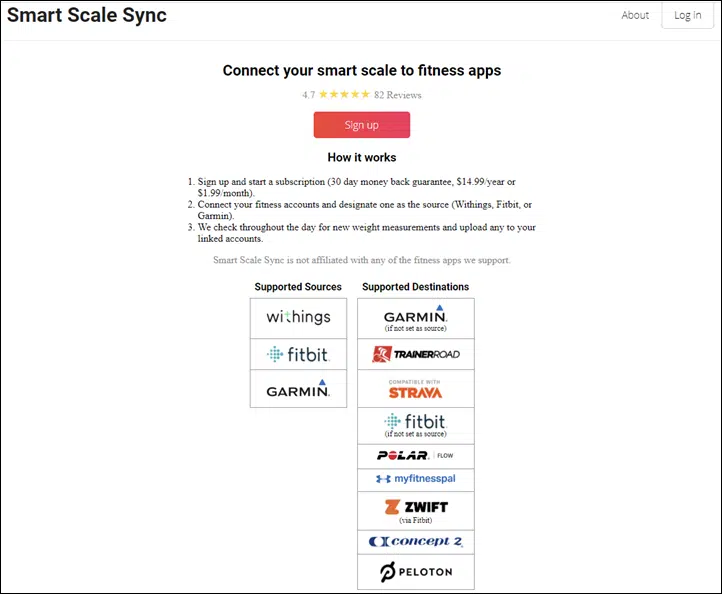 Smart Scale Sync
About
Log in
Connect your smart scale to fitness apps
4.7 ★★★★★ 82 Reviews
Sign up
How it works
1. Sign up and start a subscription (30 day money back guarantee, $14.99/year or
$1.99/month).
2. Connect your fitness accounts and designate one as the source (Withings, Fitbit, or
Garmin).
3. We check throughout the day for new weight measurements and upload any to your
linked accounts.
Smart Scale Sync is not affiliated with any of the fitness apps we support.
Supported Sources
withings
fitbit
GARMIN
Supported Destinations
GARMIN
(if not set as source)
TRAINERROAD
COMPATIBLE WITH
STRAVA
fitbit
(if not set as source)
POLAR | FLOW
myfitnesspal
ZWIFT
(via Fitbit)
concept 2
PELOTON